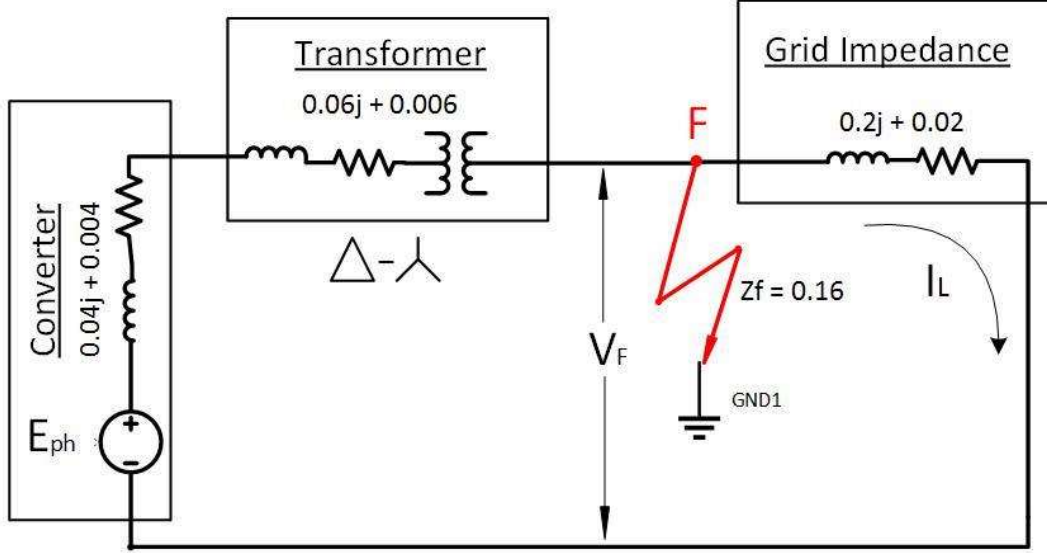 Transformer
0.06j + 0.006
Grid Impedance
0.2j + 0.02
F
Converter
0.04j + 0.004
Zf = 0.16
IL
VF
GND1
Eph